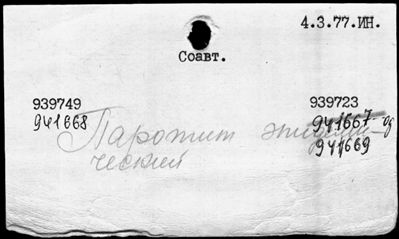 4.3.77.ИН.
Соавт.
939749 939723
941668 941667-
941669
Паротит эпидеми-
ческий